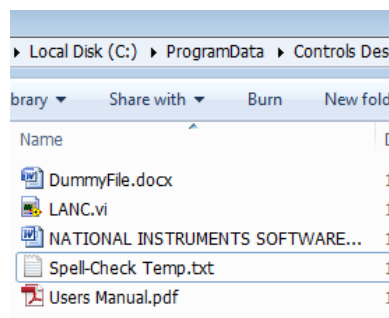 Local Disk (C:) ProgramData Controls Des
brary Share with Burn New fold
Name
DummyFile.docx
LANC.vi
NATIONAL INSTRUMENTS SOFTWARE...
Spell-Check Temp.txt
Users Manual.pdf